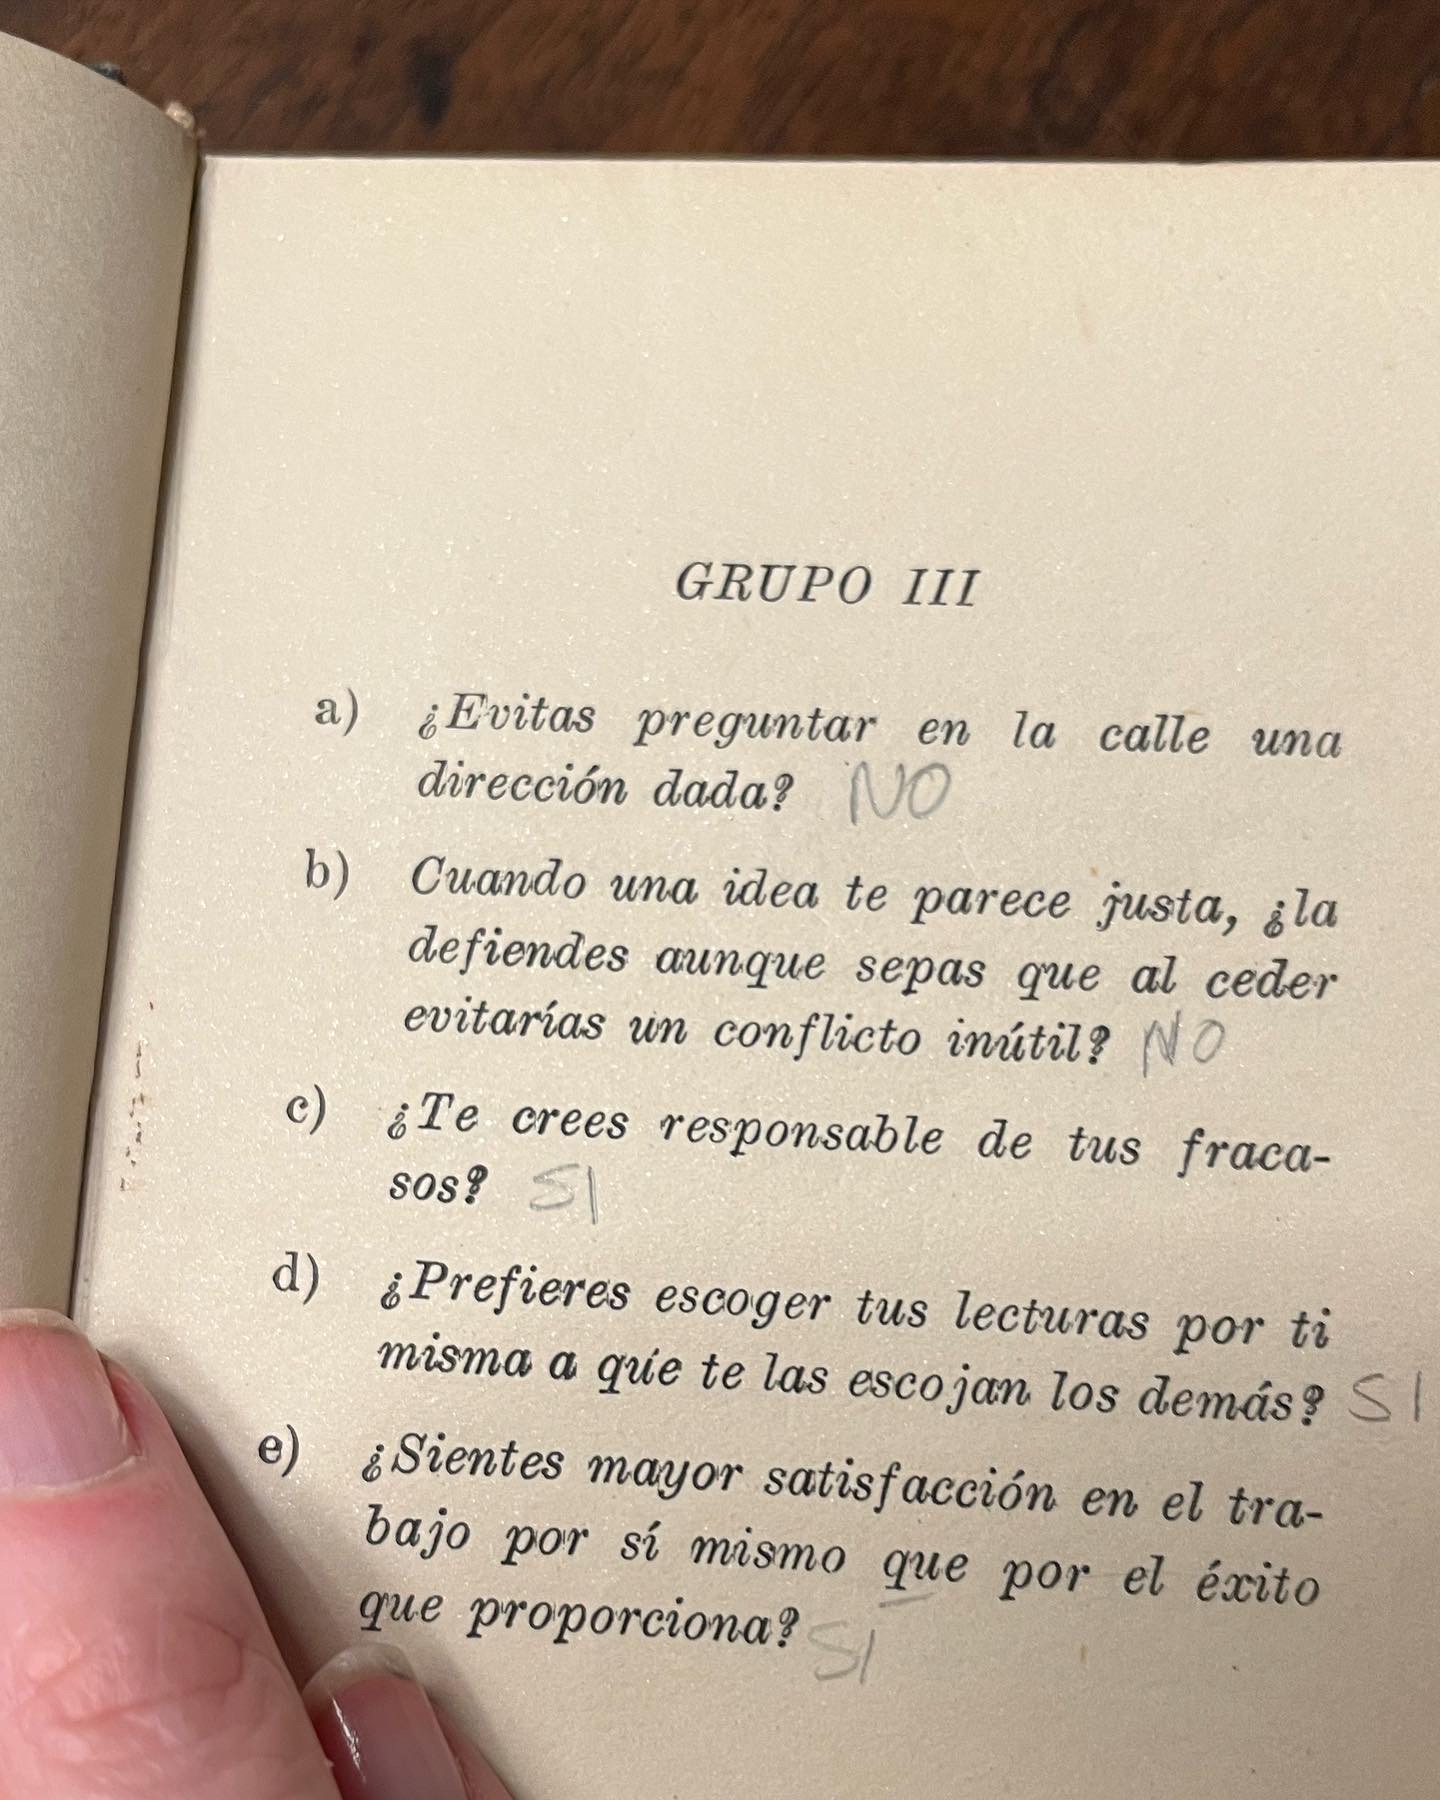 GRUPO III
a) ¿Evitas preguntar en la calle una
dirección dada? NO
b) Cuando una idea te parece justa, ¿la
defiendes aunque sepas que al ceder
evitarías un conflicto inútil? NO
c) ¿Te crees responsable de tus fraca-
sos? SI
d) ¿Prefieres escoger tus lecturas por ti
misma a que te las escojan los demás? SI
e) ¿Sientes mayor satisfacción en el tra-
bajo por sí mismo que por el éxito
que proporciona? SI